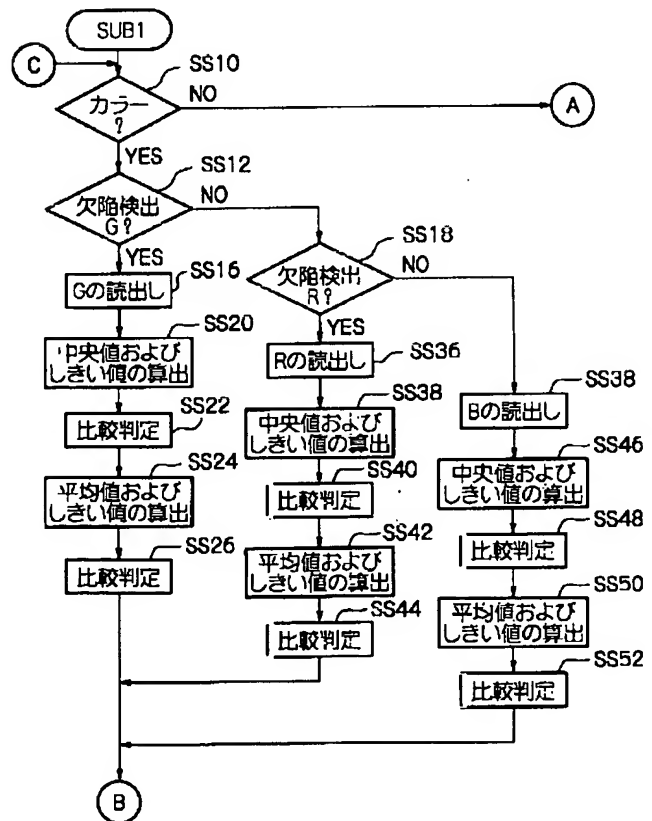 SUB1
C
SS10
カラー
?
NO
A
YES
SS12
欠陥検出
G?
NO
YES
SS16
Gの読出し
SS20
中央値および
しきい値の算出
SS22
比較判定
SS24
平均値および
しきい値の算出
SS26
比較判定
SS18
欠陥検出
R?
NO
YES
SS36
Rの読出し
SS38
中央値および
しきい値の算出
SS40
比較判定
SS42
平均値および
しきい値の算出
SS44
比較判定
SS38
Bの読出し
SS46
中央値および
しきい値の算出
SS48
比較判定
SS50
平均値および
しきい値の算出
SS52
比較判定
B